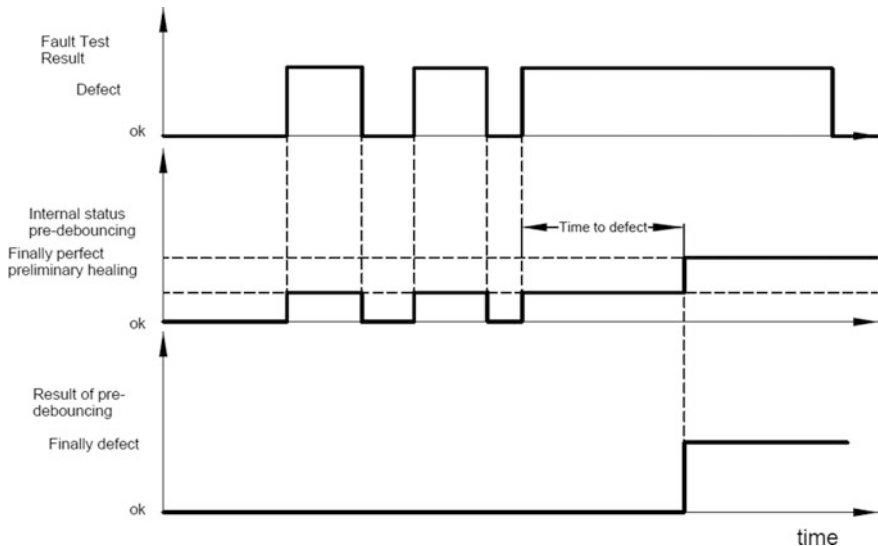 Fault Test
Result
Defect
ok
Internal status
pre-debouncing
Time to defect
Finally perfect
preliminary healing
ok
Result of pre-
debouncing
Finally defect
ok
time